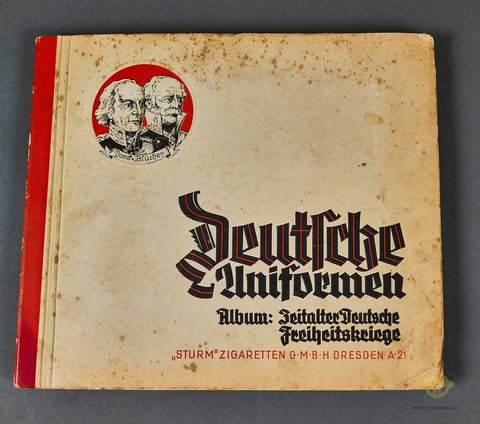 Yorck-Blücher
Deutsche
Uniformen
Album: Zeitalter Deutsche
Freiheitskriege
„STURM" ZIGARETTEN G·M·B·H DRESDEN·A·21